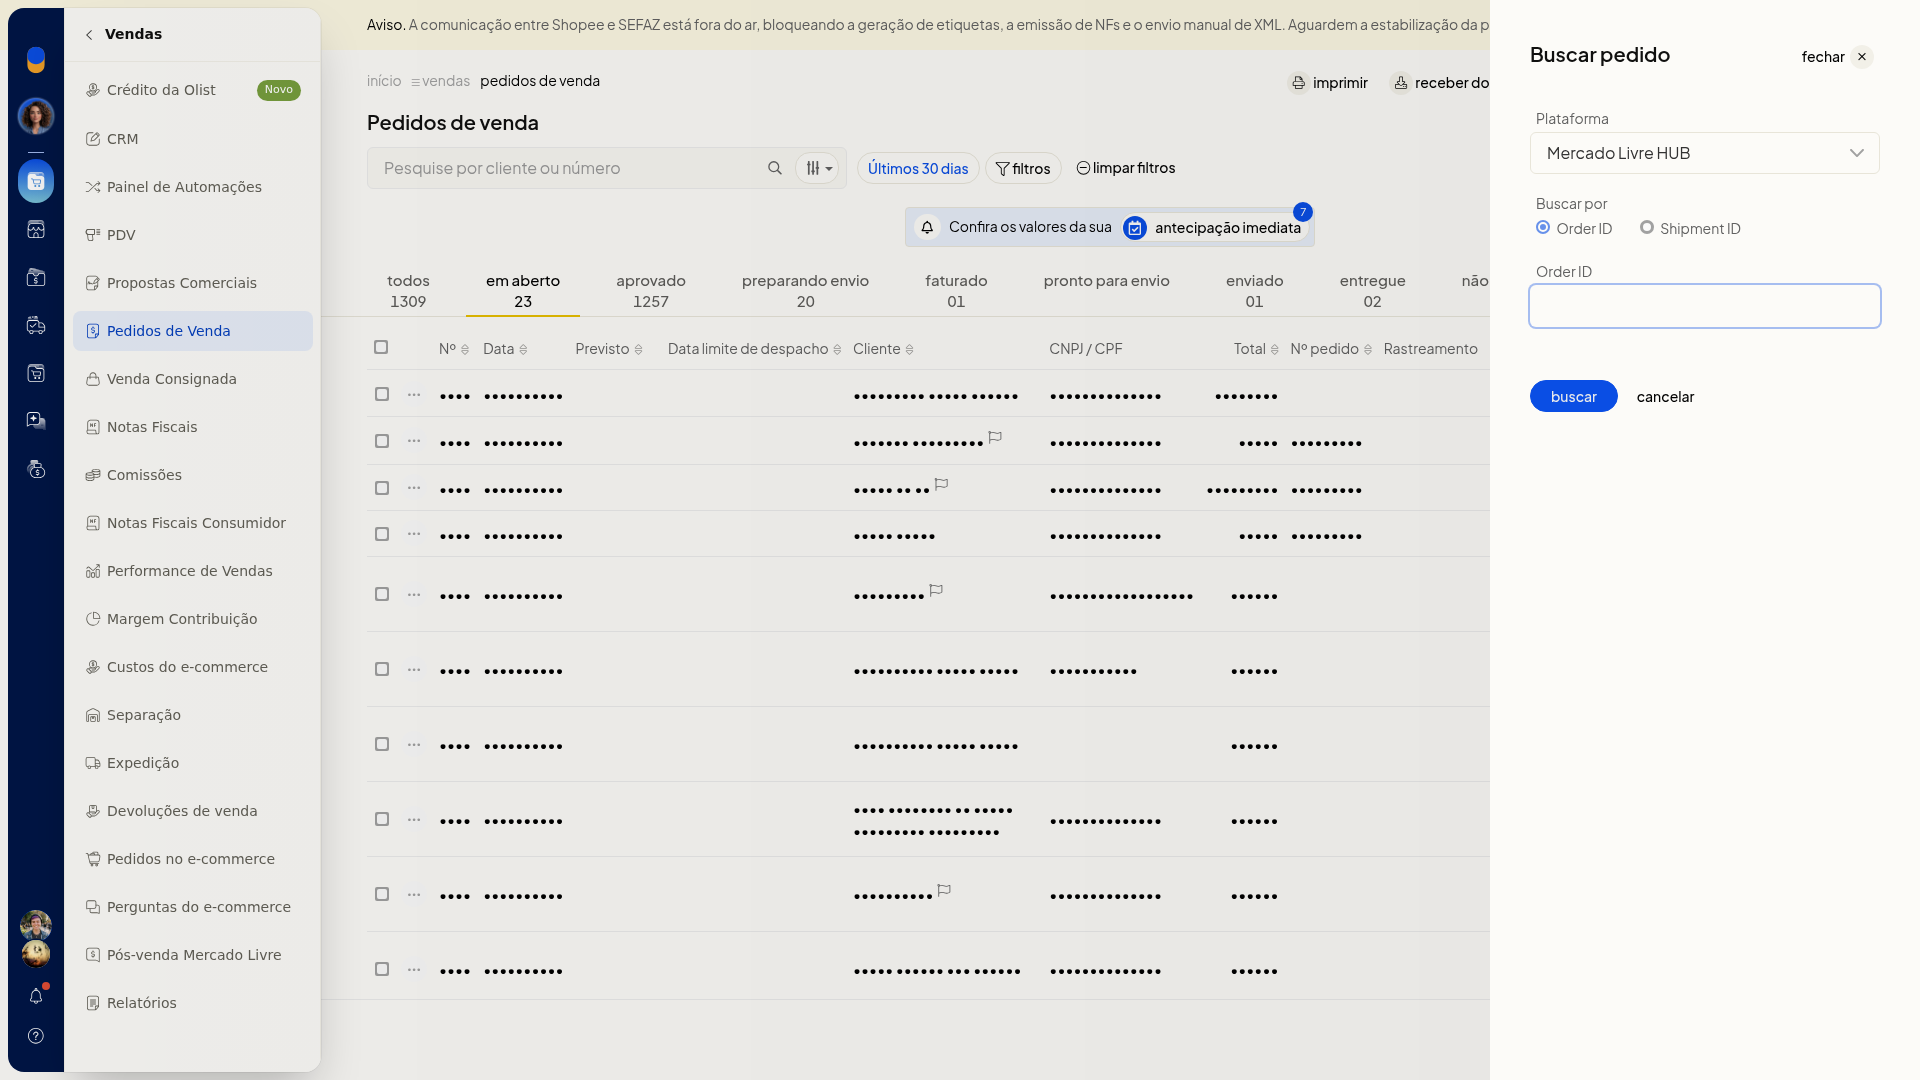 Vendas
Crédito da Olist Novo
CRM
Painel de Automações
PDV
Propostas Comerciais
Pedidos de Venda
Venda Consignada
Notas Fiscais
Comissões
Notas Fiscais Consumidor
Performance de Vendas
Margem Contribuição
Custos do e-commerce
Separação
Expedição
Devoluções de venda
Pedidos no e-commerce
Perguntas do e-commerce
Pós-venda Mercado Livre
Relatórios
Aviso. A comunicação entre Shopee e SEFAZ está fora do ar, bloqueando a geração de etiquetas, a emissão de NFs e o envio manual de XML. Aguardem a estabilização da p
início vendas pedidos de venda
imprimir receber do
Pedidos de venda
Pesquise por cliente ou número
Últimos 30 dias filtros limpar filtros
Confira os valores da sua antecipação imediata 7
todos em aberto aprovado preparando envio faturado pronto para envio enviado entregue não
1309 23 1257 20 01 01 02
Nº Data Previsto Data limite de despacho Cliente CNPJ / CPF Total Nº pedido Rastreamento
Buscar pedido
fechar
Plataforma
Mercado Livre HUB
Buscar por
Order ID Shipment ID
Order ID
buscar cancelar